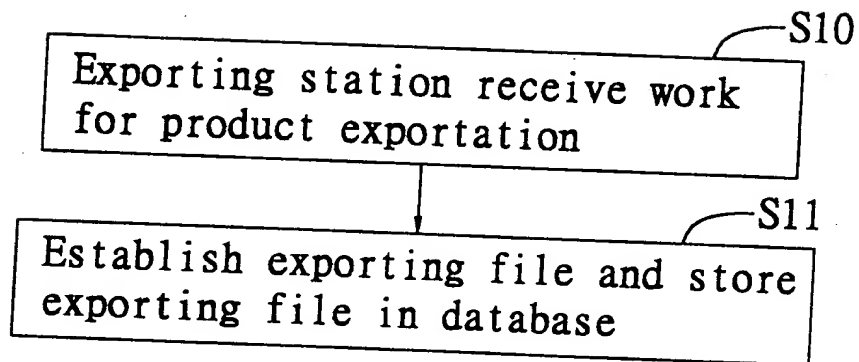 S10
Exporting station receive work
for product exportation
S11
Establish exporting file and store
exporting file in database